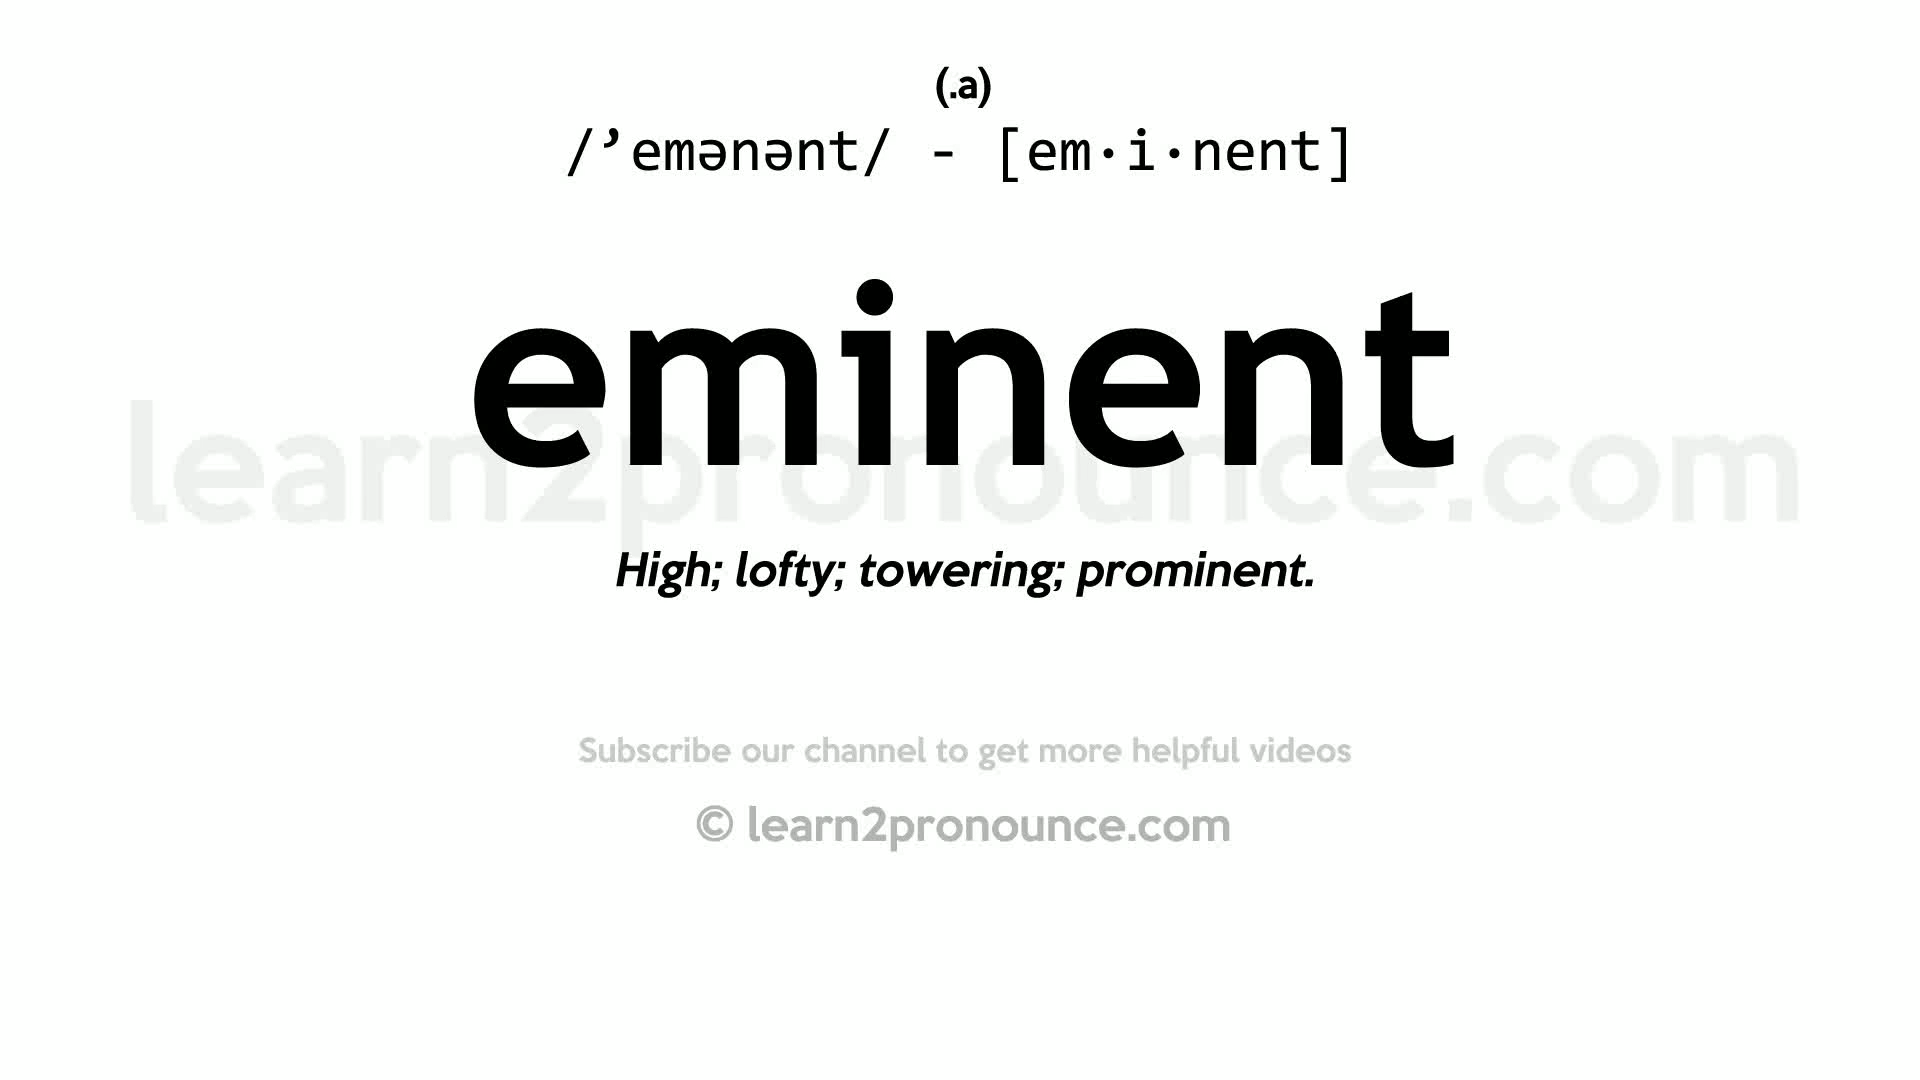 (.a)
/’emənənt/ - [em·i·nent]
eminent
learn2pronounce.com
High; lofty; towering; prominent.
Subscribe our channel to get more helpful videos
© learn2pronounce.com